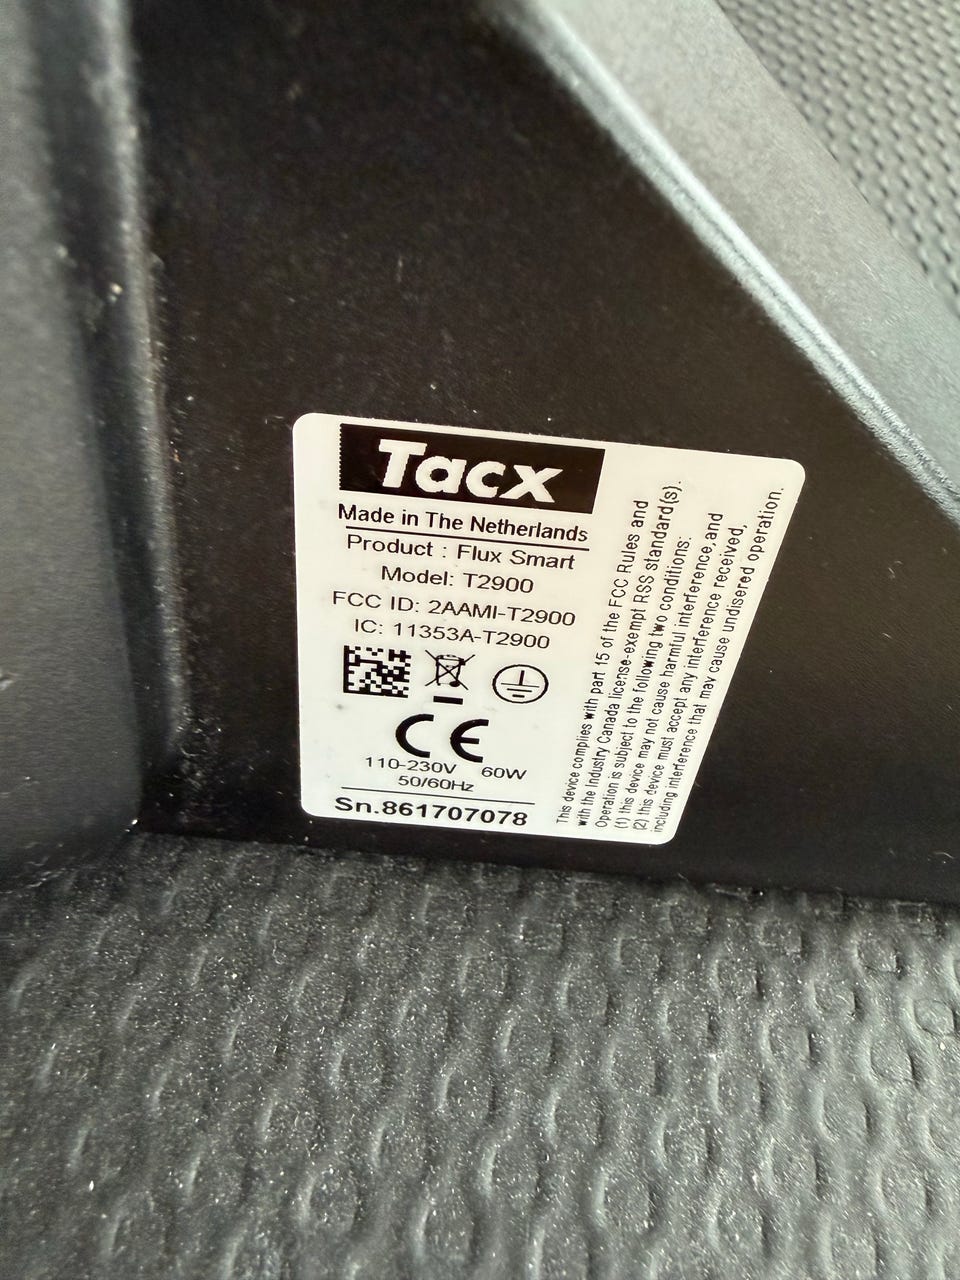 Tacx
Made in The Netherlands
Product : Flux Smart
Model: T2900
FCC ID: 2AAMI-T2900
IC: 11353A-T2900
CE
110-230V 60W
50/60Hz
Sn.861707078
This device complies with part 15 of the FCC Rules and
with the Industry Canada license-exempt RSS standard(s).
Operation is subject to the following two conditions:
(1) this device may not cause harmful interference, and
(2) this device must accept any interference received,
including interference that may cause undisered operation.